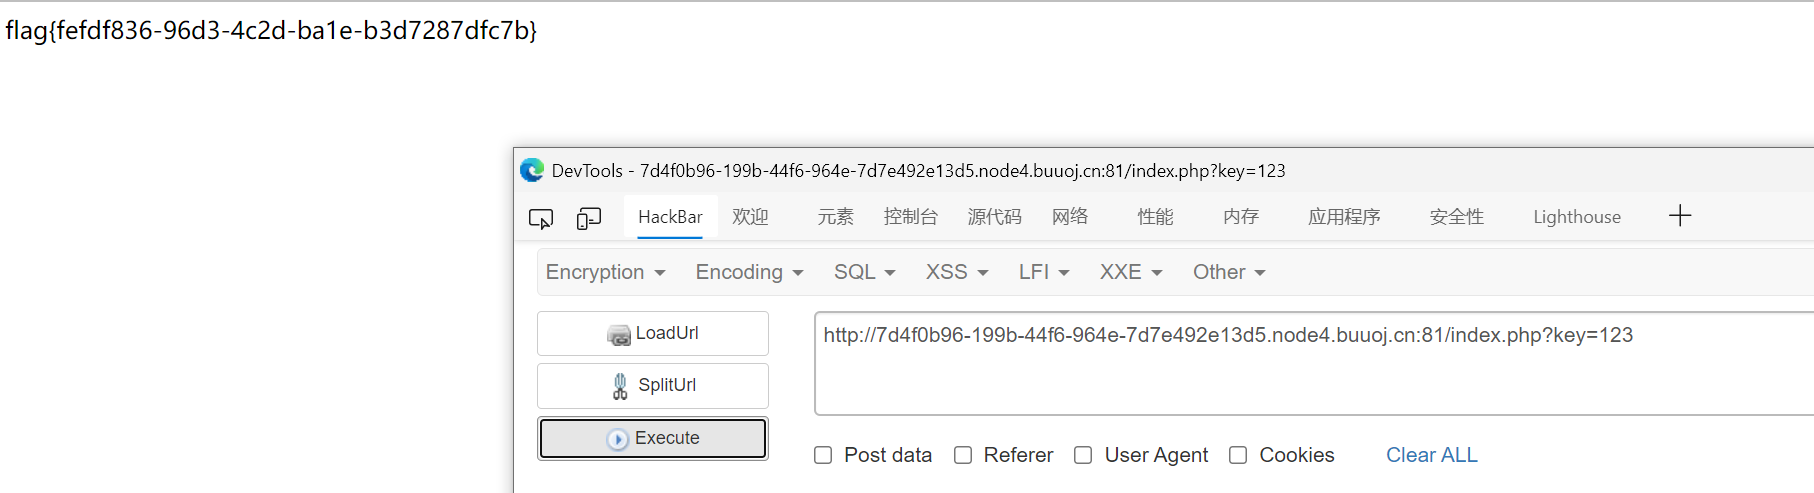 flag{fefdf836-96d3-4c2d-ba1e-b3d7287dfc7b}
DevTools - 7d4f0b96-199b-44f6-964e-7d7e492e13d5.node4.buuoj.cn:81/index.php?key=123
HackBar 欢迎 元素 控制台 源代码 网络 性能 内存 应用程序 安全性 Lighthouse
Encryption Encoding SQL XSS LFI XXE Other
LoadUrl
http://7d4f0b96-199b-44f6-964e-7d7e492e13d5.node4.buuoj.cn:81/index.php?key=123
SplitUrl
Execute
Post data Referer User Agent Cookies Clear ALL